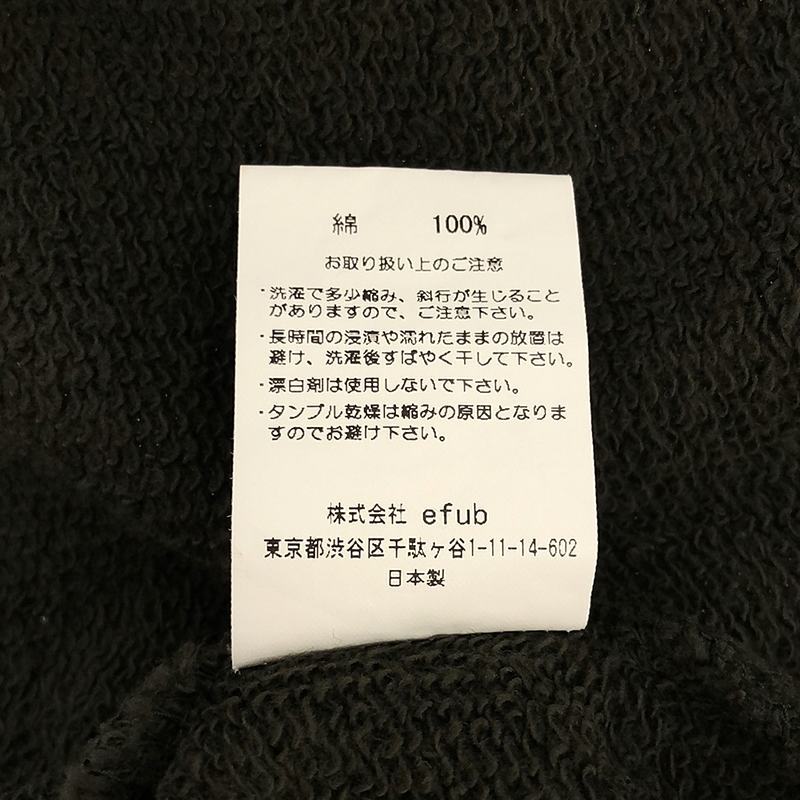 綿 100%
お取り扱い上のご注意
・洗濯で多少縮み、斜行が生じること
がありますので、ご注意下さい。
・長時間の浸漬や濡れたままの放置は
避け、洗濯後すばやく干して下さい。
・漂白剤は使用しないで下さい。
・タンブル乾燥は縮みの原因となりま
すのでお避け下さい。
株式会社 efub
東京都渋谷区千駄ヶ谷1-11-14-602
日本製